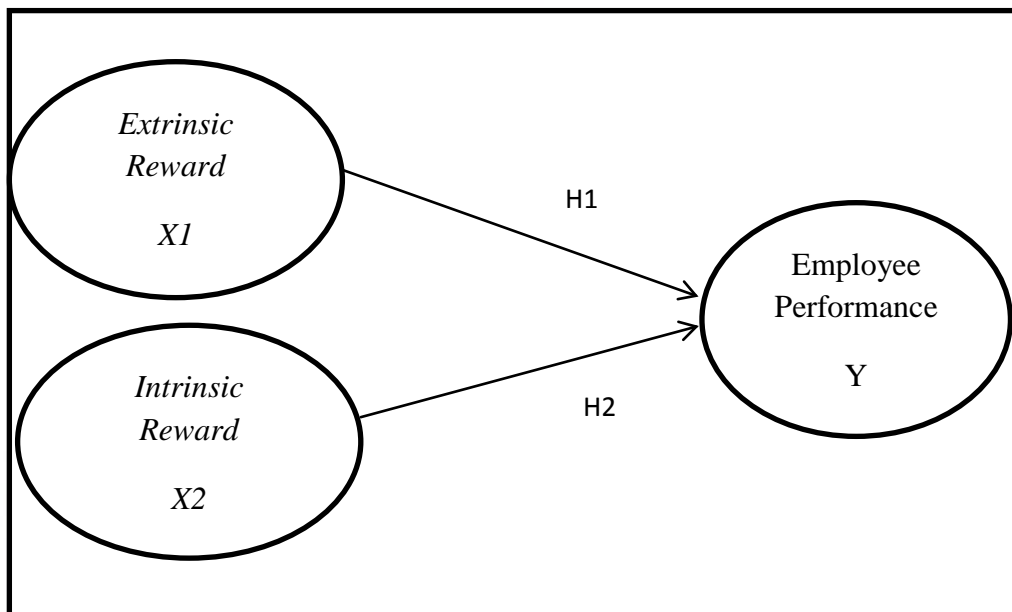 Extrinsic
Reward
X1
H1
Employee
Performance
Y
Intrinsic
Reward
X2
H2